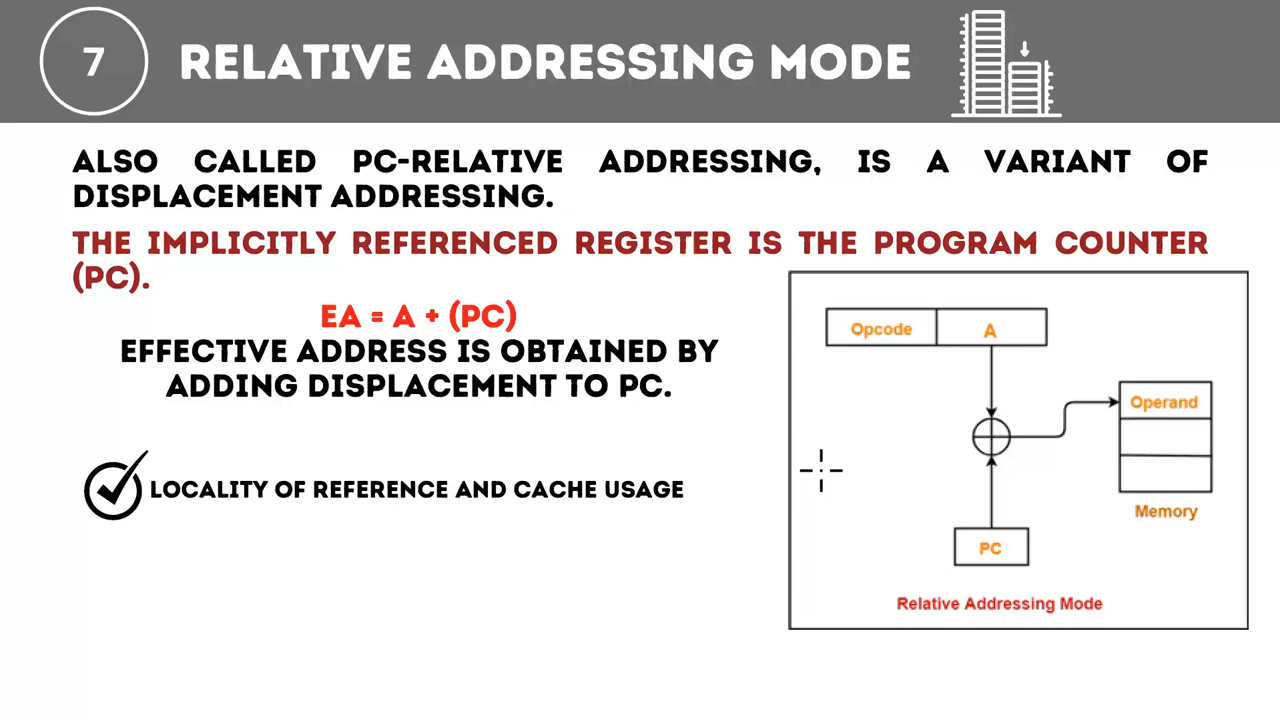 7
RELATIVE ADDRESSING MODE
ALSO CALLED PC-RELATIVE ADDRESSING, IS A VARIANT OF
DISPLACEMENT ADDRESSING.
THE IMPLICITLY REFERENCED REGISTER IS THE PROGRAM COUNTER
(PC).
EA = A + (PC)
EFFECTIVE ADDRESS IS OBTAINED BY
ADDING DISPLACEMENT TO PC.
LOCALITY OF REFERENCE AND CACHE USAGE
Opcode
A
Operand
Memory
PC
Relative Addressing Mode